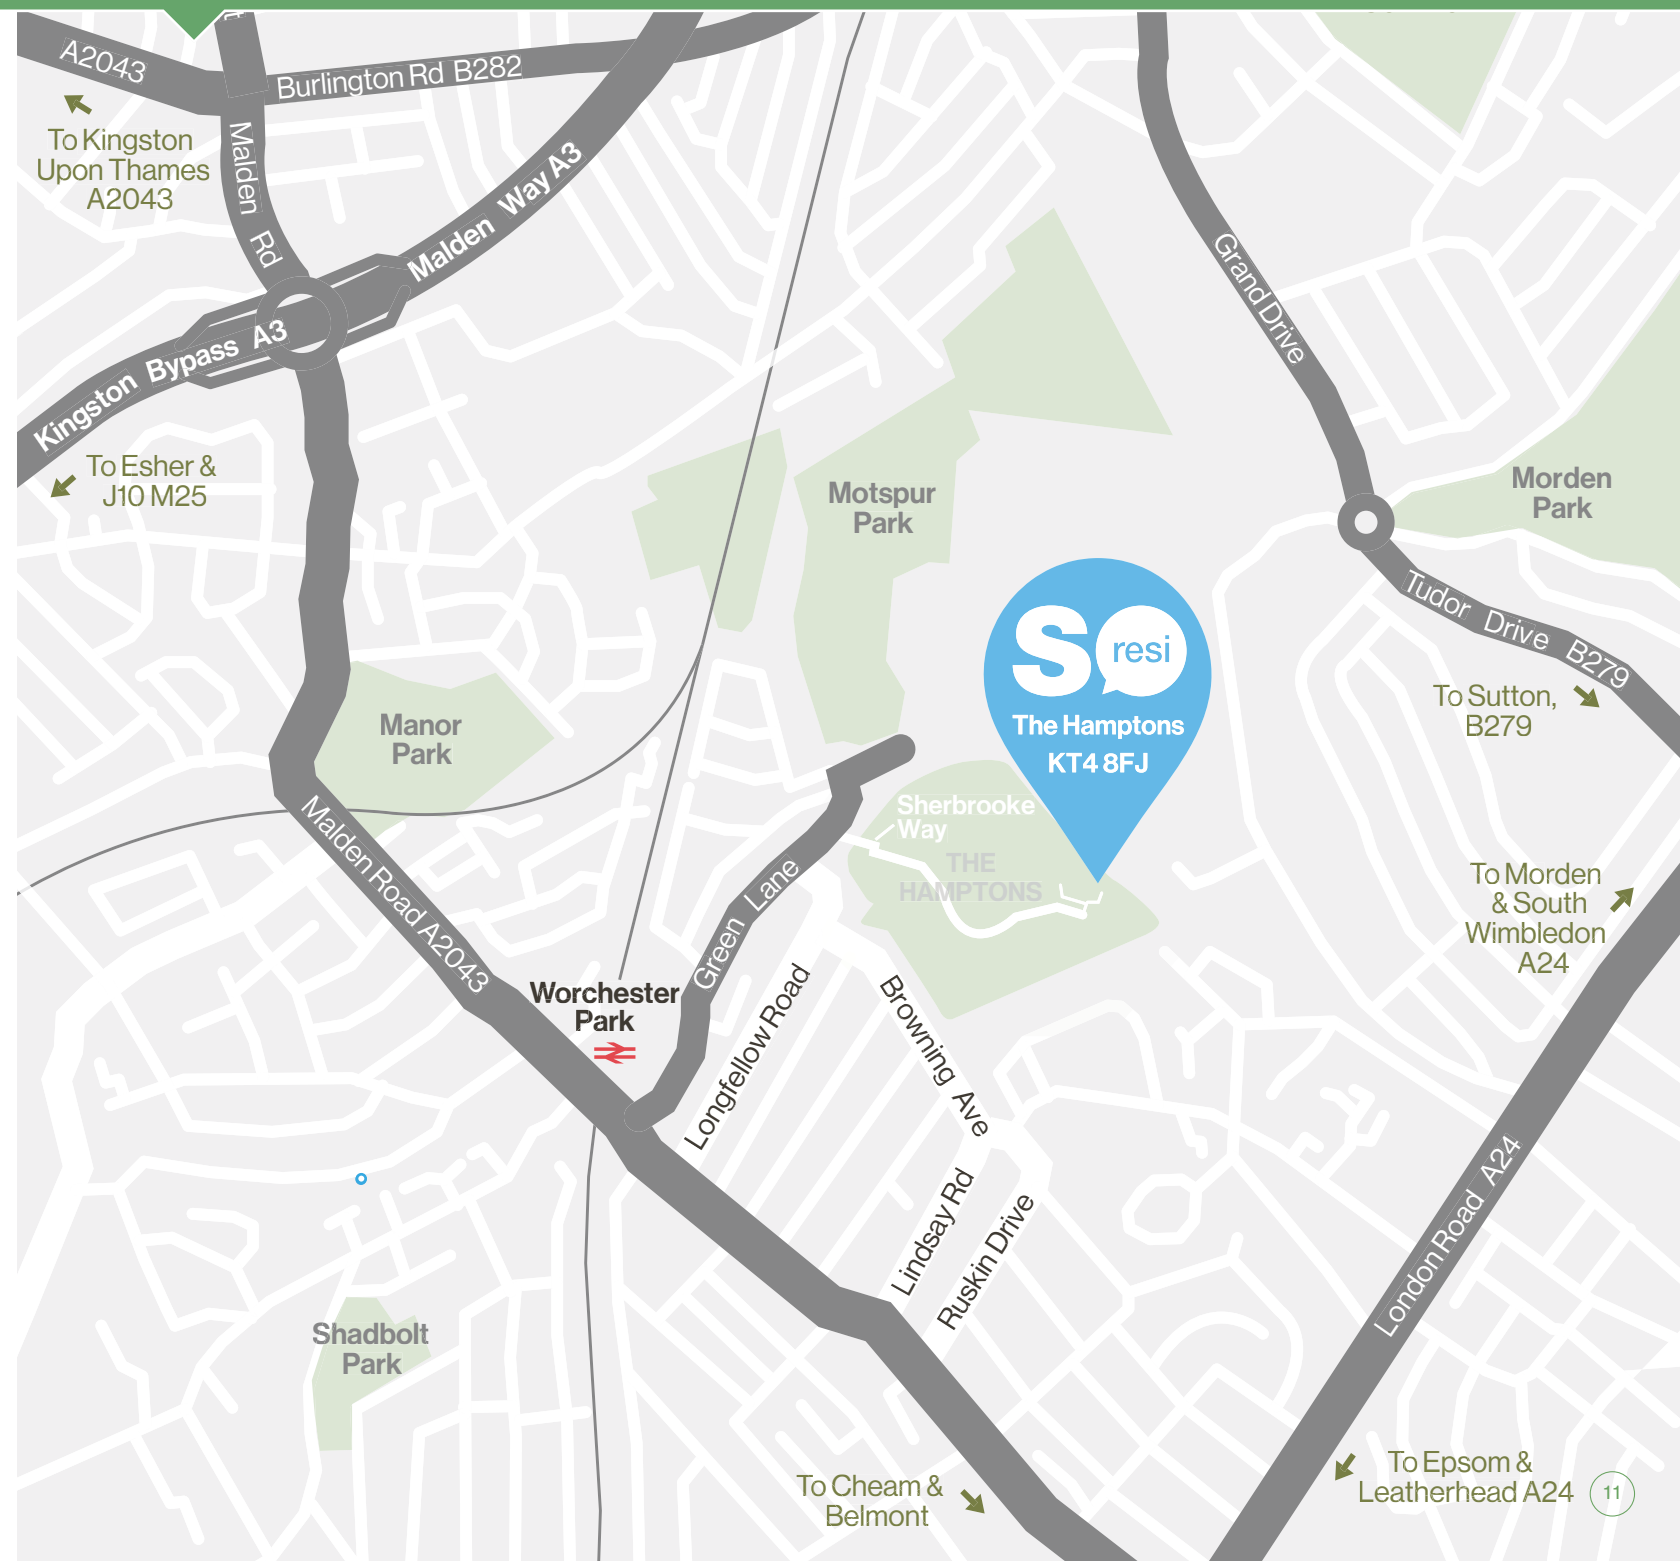 A2043
Burlington Rd B282
To Kingston
Upon Thames
A2043
Malden Rd
Malden Way A3
Kingston Bypass A3
To Esher &
J10 M25
Grand Drive
Motspur
Park
Morden
Park
Tudor Drive B279
To Sutton,
B279
S
resi
The Hamptons
KT4 8FJ
Manor
Park
Sherbrooke
Way
THE
HAMPTONS
Malden Road A2043
Green Lane
To Morden
& South
Wimbledon
A24
Worchester
Park
Longfellow Road
Browning Ave
Lindsay Rd
Ruskin Drive
London Road A24
Shadbolt
Park
To Cheam &
Belmont
To Epsom &
Leatherhead A24
11